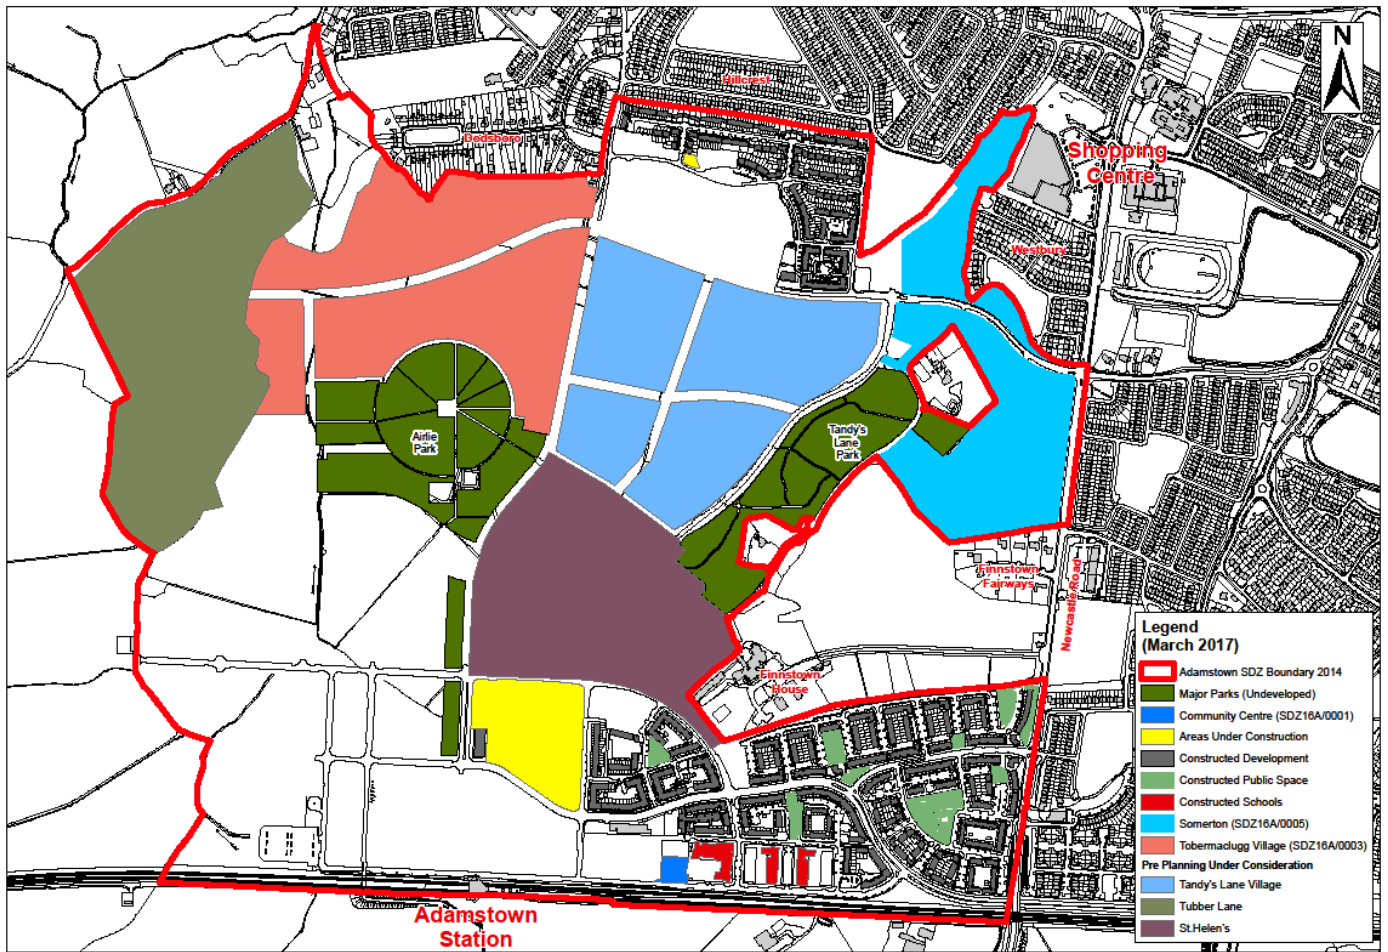 N
Hillcrest
Dodsboro
Shopping
Centre
Westbury
Airlie
Park
Tandy's
Lane
Park
Finnstown
Fairways
Newcastle Road
Finnstown
House
Adamstown
Station
Legend
(March 2017)
Adamstown SDZ Boundary 2014
Major Parks (Undeveloped)
Community Centre (SDZ16A/0001)
Areas Under Construction
Constructed Development
Constructed Public Space
Constructed Schools
Somerton (SDZ16A/0005)
Tobermaclugg Village (SDZ16A/0003)
Pre Planning Under Consideration
Tandy's Lane Village
Tubber Lane
St.Helen's